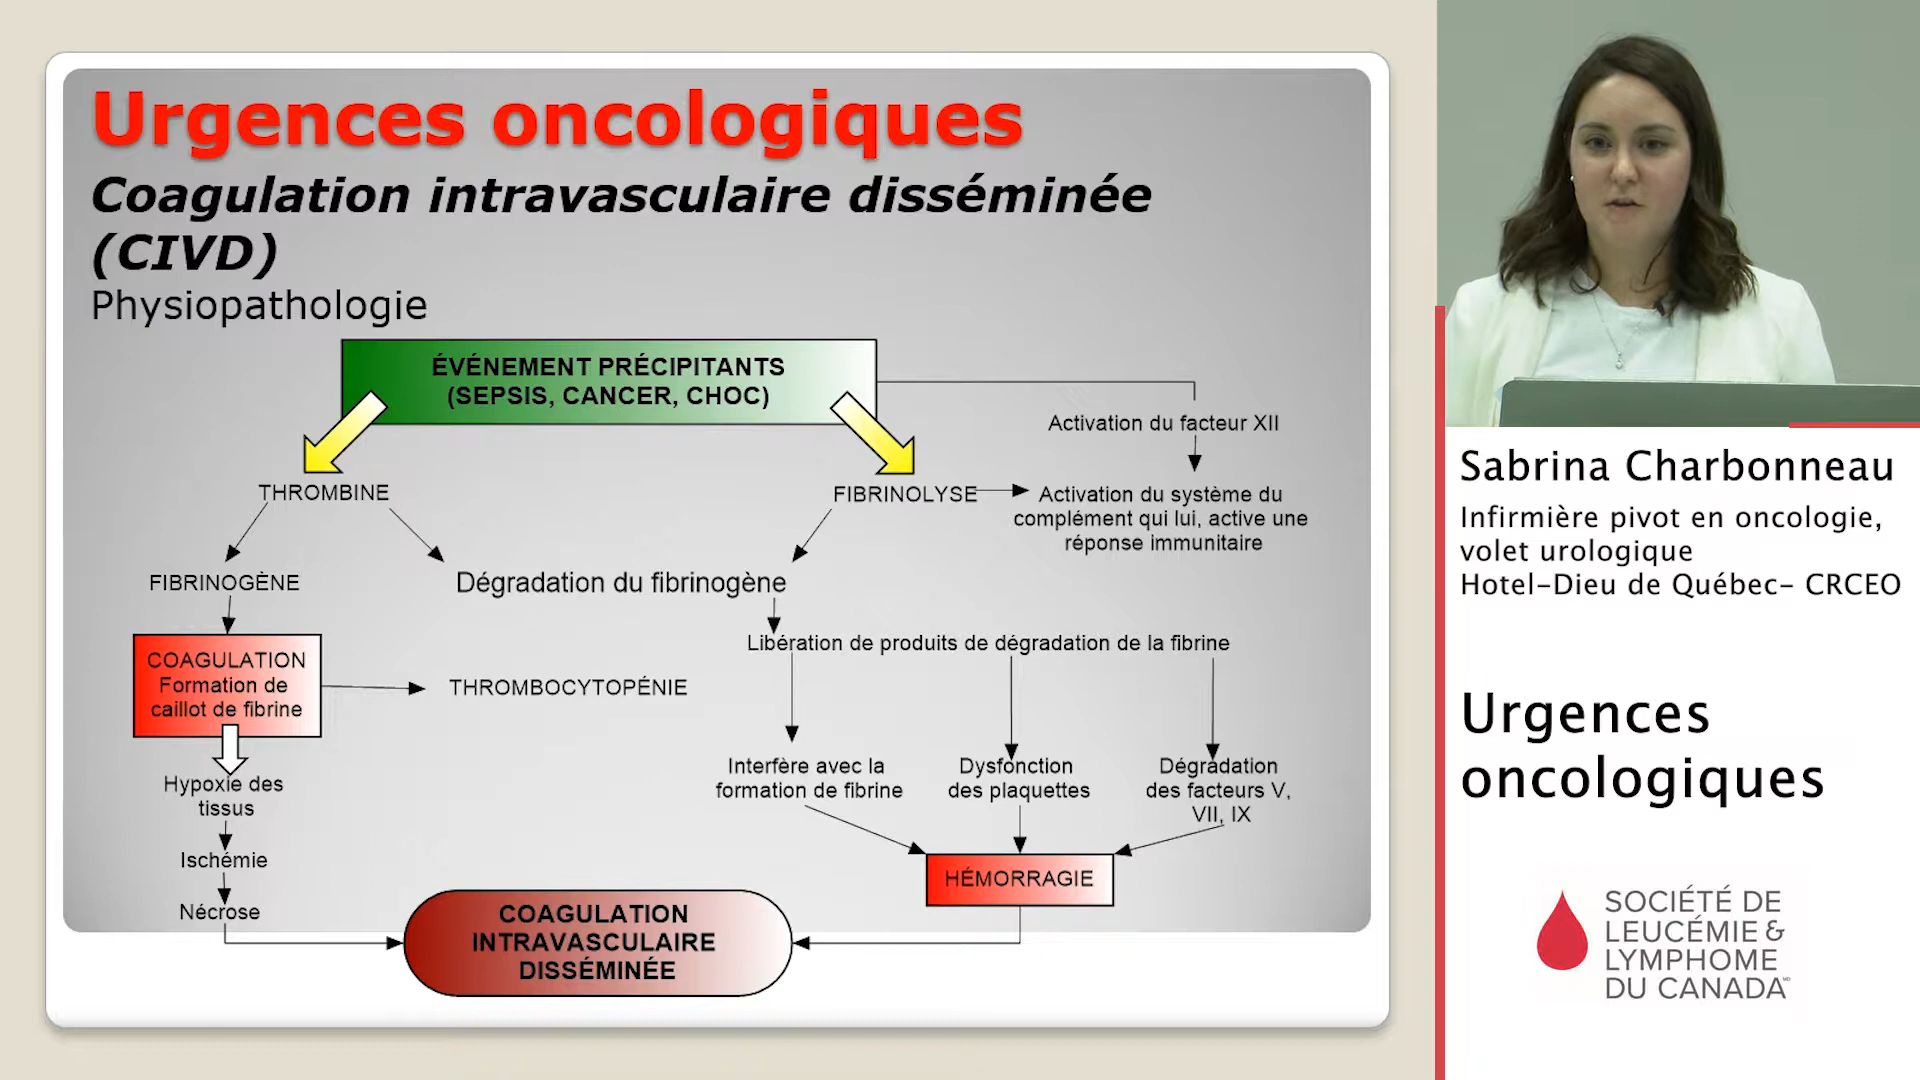 Urgences oncologiques
Coagulation intravasculaire disséminée
(CIVD)
Physiopathologie
ÉVÉNEMENT PRÉCIPITANTS
(SEPSIS, CANCER, CHOC)
Activation du facteur XII
THROMBINE
FIBRINOLYSE
Activation du système du
complément qui lui, active une
réponse immunitaire
FIBRINOGÈNE
Dégradation du fibrinogène
Libération de produits de dégradation de la fibrine
COAGULATION
Formation de
caillot de fibrine
THROMBOCYTOPÉNIE
Hypoxie des
tissus
Ischémie
Nécrose
Interfère avec la
formation de fibrine
Dysfonction
des plaquettes
Dégradation
des facteurs V,
VII, IX
HÉMORRAGIE
COAGULATION
INTRAVASCULAIRE
DISSÉMINÉE
Sabrina Charbonneau
Infirmière pivot en oncologie,
volet urologique
Hotel-Dieu de Québec- CRCEO
Urgences
oncologiques
SOCIÉTÉ DE
LEUCÉMIE &
LYMPHOME
DU CANADA